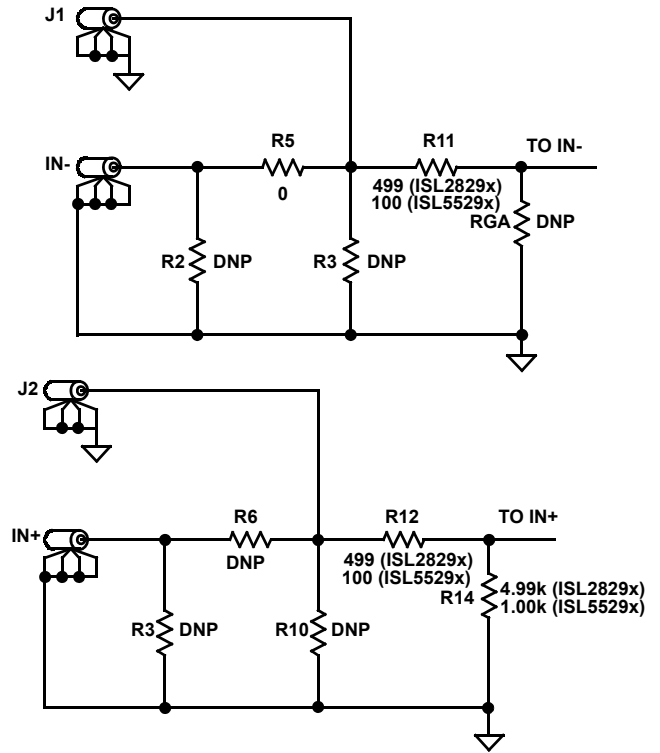 J1
IN-
R5
0
R11
499 (ISL2829x)
100 (ISL5529x)
TO IN-
RGA
DNP
R2
DNP
R3
DNP
J2
IN+
R6
DNP
R12
499 (ISL2829x)
100 (ISL5529x)
TO IN+
R14
4.99k (ISL2829x)
1.00k (ISL5529x)
R3
DNP
R10
DNP